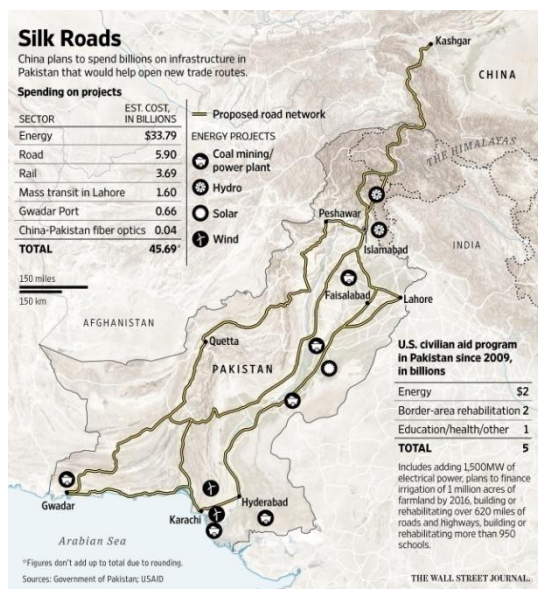 Silk Roads
China plans to spend billions on infrastructure in
Pakistan that would help open new trade routes.
Spending on projects
SECTOR EST. COST, IN BILLIONS
Energy $33.79
Road 5.90
Rail 3.69
Mass transit in Lahore 1.60
Gwadar Port 0.66
China-Pakistan fiber optics 0.04
TOTAL 45.69*
Proposed road network
ENERGY PROJECTS
Coal mining/
power plant
Hydro
Solar
Wind
150 miles
150 km
Kashgar
CHINA
THE HIMALAYAS
Peshawar
Islamabad
INDIA
Faisalabad
Lahore
AFGHANISTAN
Quetta
PAKISTAN
Gwadar
Karachi
Hyderabad
Arabian Sea
U.S. civilian aid program
in Pakistan since 2009,
in billions
Energy $2
Border-area rehabilitation 2
Education/health/other 1
TOTAL 5
Includes adding 1,500MW of
electrical power, plans to finance
irrigation of 1 million acres of
farmland by 2016, building or
rehabilitating over 620 miles of
roads and highways, building or
rehabilitating more than 950
schools.
*Figures don't add up to total due to rounding.
Sources: Government of Pakistan; USAID
THE WALL STREET JOURNAL.